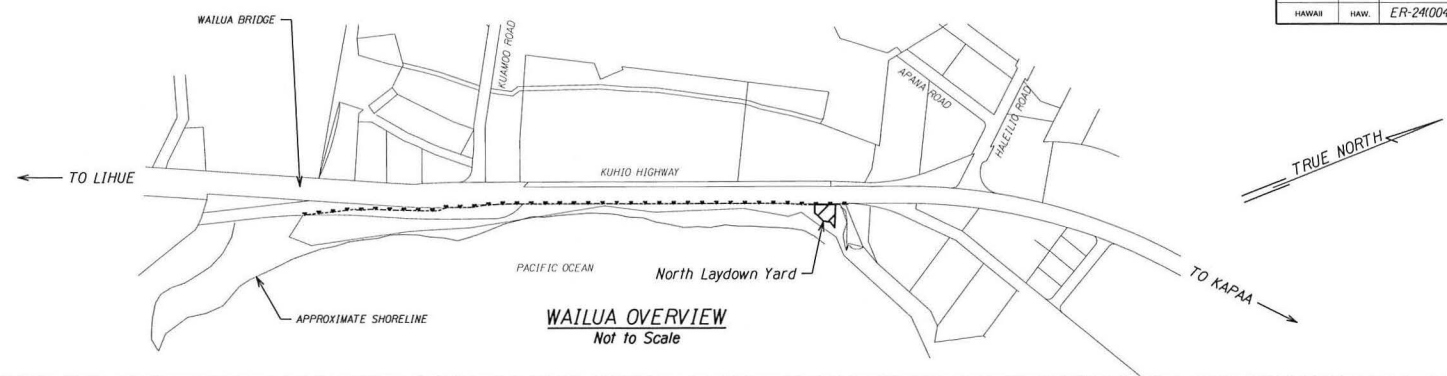 HAWAII HAW. ER-24(004
WAILUA BRIDGE
KUAMOO ROAD
APANA ROAD
HALEILIO ROAD
TRUE NORTH
TO LIHUE
KUHIO HIGHWAY
PACIFIC OCEAN
North Laydown Yard
TO KAPAA
APPROXIMATE SHORELINE
WAILUA OVERVIEW
Not to Scale